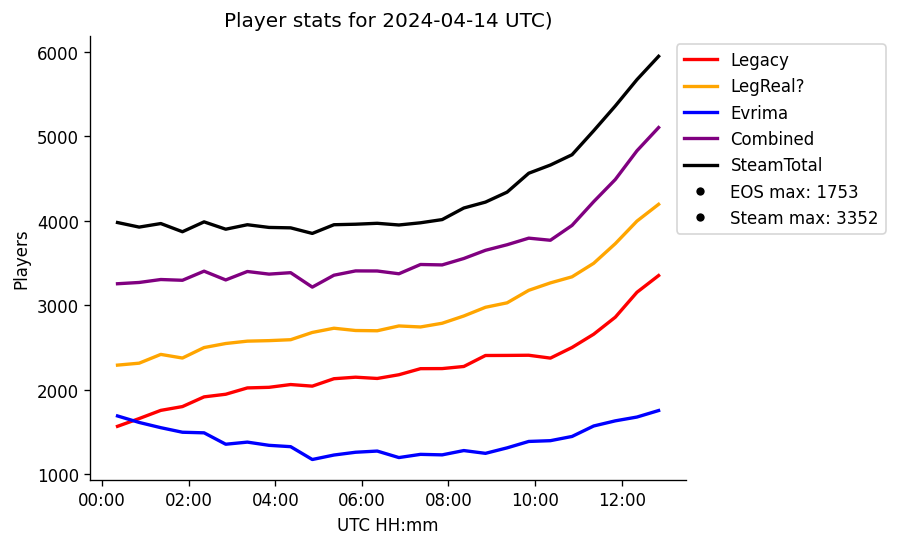 Player stats for 2024-04-14 UTC)
6000
5000
4000
3000
2000
1000
Players
00:00 02:00 04:00 06:00 08:00 10:00 12:00
UTC HH:mm
Legacy
LegReal?
Evrima
Combined
SteamTotal
EOS max: 1753
Steam max: 3352